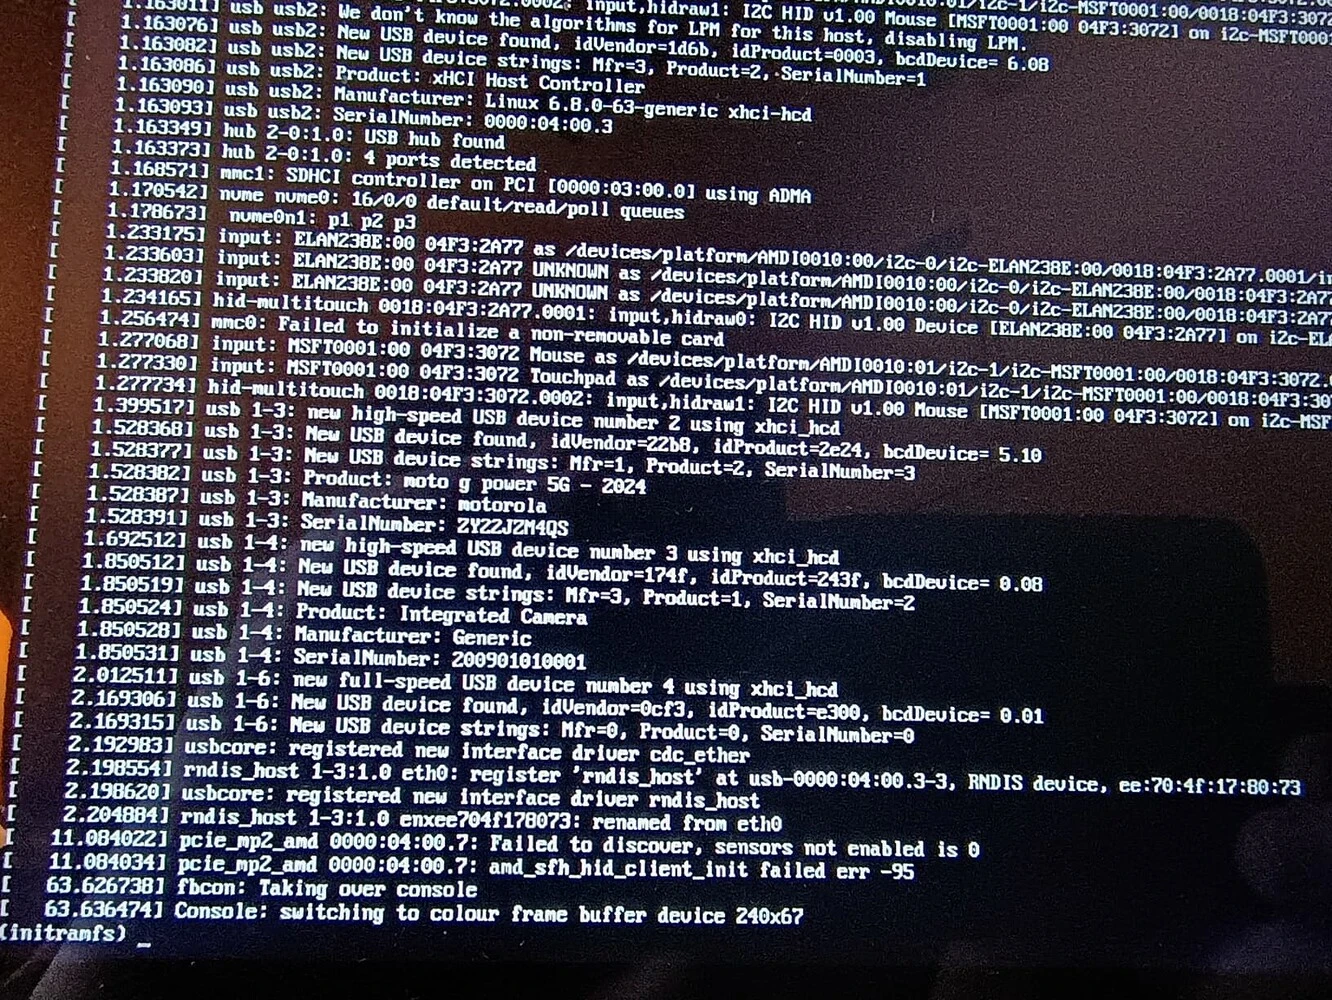 input,hidraw1: I2C HID v1.00 Mouse [MSFT0001:00 04F3:3072] on i2c-MSFT0001
1.163011] usb usb2: We don't know the algorithms for LPM for this host, disabling LPM.
1.163076] usb usb2: New USB device found, idVendor=1d6b, idProduct=0003, bcdDevice= 6.08
1.163082] usb usb2: New USB device strings: Mfr=3, Product=2, SerialNumber=1
1.163086] usb usb2: Product: xHCI Host Controller
[ 1.163090] usb usb2: Manufacturer: Linux 6.8.0-63-generic xhci-hcd
[ 1.163093] usb usb2: SerialNumber: 0000:04:00.3
[ 1.163349] hub 2-0:1.0: USB hub found
[ 1.163373] hub 2-0:1.0: 4 ports detected
[ 1.168571] mmc1: SDHCI controller on PCI [0000:03:00.0] using ADMA
[ 1.170542] nvme nvme0: 16/0/0 default/read/poll queues
[ 1.178673]  nvme0n1: p1 p2 p3
[ 1.233175] input: ELAN238E:00 04F3:2A77 as /devices/platform/AMDI0010:00/i2c-0/i2c-ELAN238E:00/0018:04F3:2A77.0001/in
[ 1.233603] input: ELAN238E:00 04F3:2A77 UNKNOWN as /devices/platform/AMDI0010:00/i2c-0/i2c-ELAN238E:00/0018:04F3:2A77
[ 1.233820] input: ELAN238E:00 04F3:2A77 UNKNOWN as /devices/platform/AMDI0010:00/i2c-0/i2c-ELAN238E:00/0018:04F3:2A77
[ 1.234165] hid-multitouch 0018:04F3:2A77.0001: input,hidraw0: I2C HID v1.00 Device [ELAN238E:00 04F3:2A77] on i2c-EL
[ 1.256474] mmc0: Failed to initialize a non-removable card
[ 1.277068] input: MSFT0001:00 04F3:3072 Mouse as /devices/platform/AMDI0010:01/i2c-1/i2c-MSFT0001:00/0018:04F3:3072.
[ 1.277330] input: MSFT0001:00 04F3:3072 Touchpad as /devices/platform/AMDI0010:01/i2c-1/i2c-MSFT0001:00/0018:04F3:30
[ 1.277734] hid-multitouch 0018:04F3:3072.0002: input,hidraw1: I2C HID v1.00 Mouse [MSFT0001:00 04F3:3072] on i2c-MSF
[ 1.399517] usb 1-3: new high-speed USB device number 2 using xhci_hcd
[ 1.528368] usb 1-3: New USB device found, idVendor=22b8, idProduct=2e24, bcdDevice= 5.10
[ 1.528377] usb 1-3: New USB device strings: Mfr=1, Product=2, SerialNumber=3
[ 1.528382] usb 1-3: Product: moto g power 5G - 2024
[ 1.528387] usb 1-3: Manufacturer: motorola
[ 1.528391] usb 1-3: SerialNumber: ZY22JZM4QS
[ 1.692512] usb 1-4: new high-speed USB device number 3 using xhci_hcd
[ 1.850512] usb 1-4: New USB device found, idVendor=174f, idProduct=243f, bcdDevice= 0.08
[ 1.850519] usb 1-4: New USB device strings: Mfr=3, Product=1, SerialNumber=2
[ 1.850524] usb 1-4: Product: Integrated Camera
[ 1.850528] usb 1-4: Manufacturer: Generic
[ 1.850531] usb 1-4: SerialNumber: 200901010001
[ 2.012511] usb 1-6: new full-speed USB device number 4 using xhci_hcd
[ 2.169306] usb 1-6: New USB device found, idVendor=0cf3, idProduct=e300, bcdDevice= 0.01
[ 2.169315] usb 1-6: New USB device strings: Mfr=0, Product=0, SerialNumber=0
[ 2.192983] usbcore: registered new interface driver cdc_ether
[ 2.198554] rndis_host 1-3:1.0 eth0: register 'rndis_host' at usb-0000:04:00.3-3, RNDIS device, ee:70:4f:17:80:73
[ 2.198620] usbcore: registered new interface driver rndis_host
[ 2.204884] rndis_host 1-3:1.0 enxee704f178073: renamed from eth0
[ 11.084022] pcie_mp2_amd 0000:04:00.7: Failed to discover, sensors not enabled is 0
[ 11.084034] pcie_mp2_amd 0000:04:00.7: amd_sfh_hid_client_init failed err -95
[ 63.626738] fbcon: Taking over console
[ 63.636474] Console: switching to colour frame buffer device 240x67
(initramfs) _